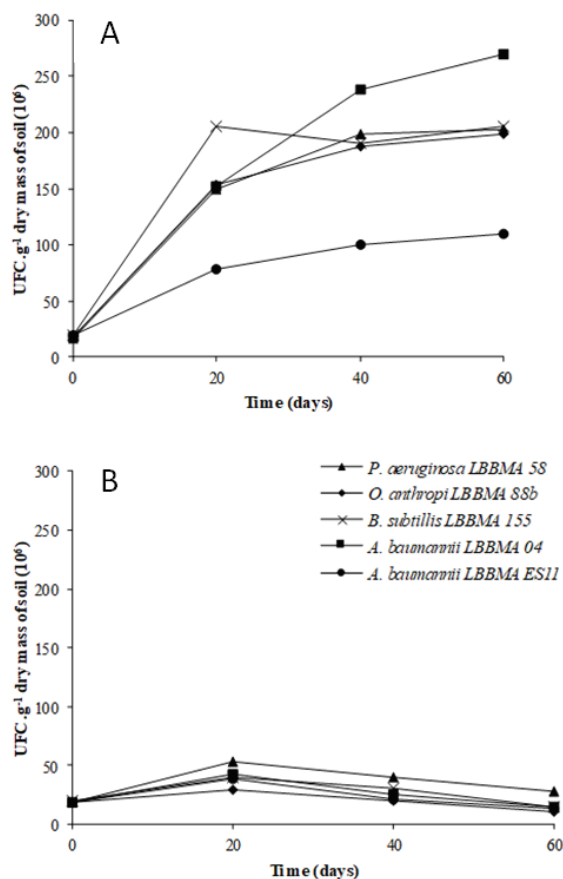 A
300
250
200
150
100
50
0
UFC.g⁻¹ dry mass of soil (10⁶)
0 20 40 60
Time (days)
B
300
250
200
150
100
50
0
UFC.g⁻¹ dry mass of soil (10⁶)
P. aeruginosa LBBMA 58
O. anthropi LBBMA 88b
B. subtillis LBBMA 155
A. baumannii LBBMA 04
A. baumannii LBBMA ES11
0 20 40 60
Time (days)